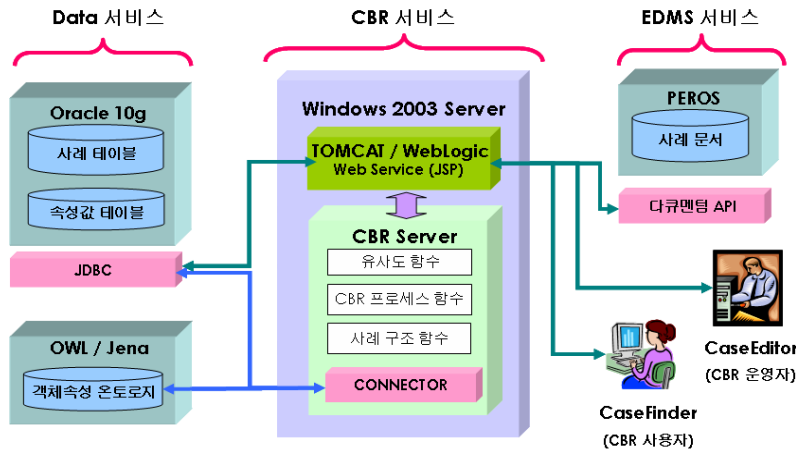 Data 서비스
CBR 서비스
EDMS 서비스
Oracle 10g
사례 테이블
속성값 테이블
JDBC
OWL / Jena
객체속성 온토로지
Windows 2003 Server
TOMCAT / WebLogic
Web Service (JSP)
CBR Server
유사도 함수
CBR 프로세스 함수
사례 구조 함수
CONNECTOR
PEROS
사례 문서
다큐멘텀 API
CaseEditor
(CBR 운영자)
CaseFinder
(CBR 사용자)